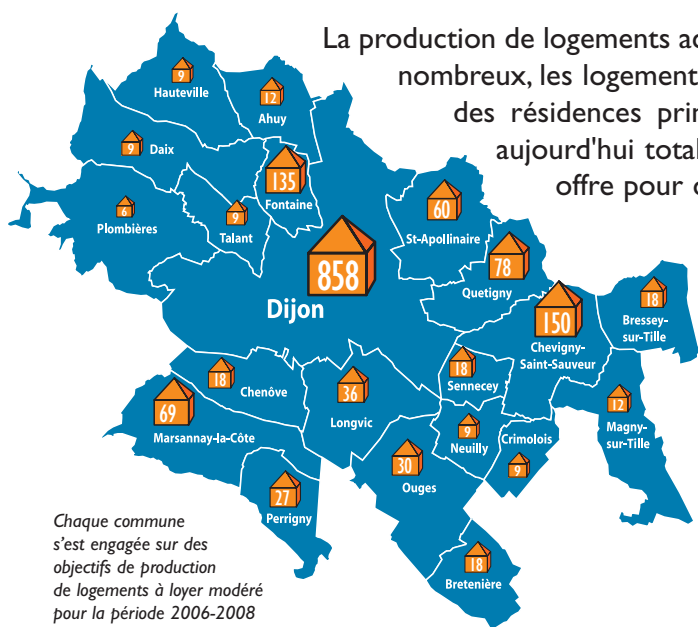 La production de logements
nombreux, les logement
des résidences
aujourd'hui
offre pour
9
Hauteville
12
Ahuy
9
Daix
135
Fontaine
6
Plombières
9
Talant
60
St-Apollinaire
858
Dijon
78
Quetigny
150
Chevigny-
Saint-Sauveur
18
Bressey-
sur-Tille
18
Chenôve
36
Longvic
18
Sennecey
12
Magny-
sur-Tille
69
Marsannay-la-Côte
9
Neuilly
Crimolois
9
30
Ouges
27
Perrigny
18
Bretenière
Chaque commune
s'est engagée sur des
objectifs de production
de logements à loyer modéré
pour la période 2006-2008